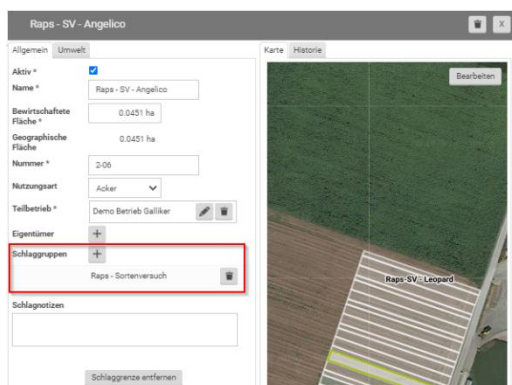 Raps - SV - Angelico
X
Allgemein Umwelt
Aktiv *
Name * Raps - SV - Angelico
Bewirtschaftete
Fläche * 0.0451 ha
Geographische
Fläche 0.0451 ha
Nummer * 2-06
Nutzungsart Acker
Teilbetrieb * Demo Betrieb Galliker
Eigentümer +
Schlaggruppen +
Raps - Sortenversuch
Schlagnotizen
Schlaggrenze entfernen
Karte Historie
Bearbeiten
Raps-SV - Leopard